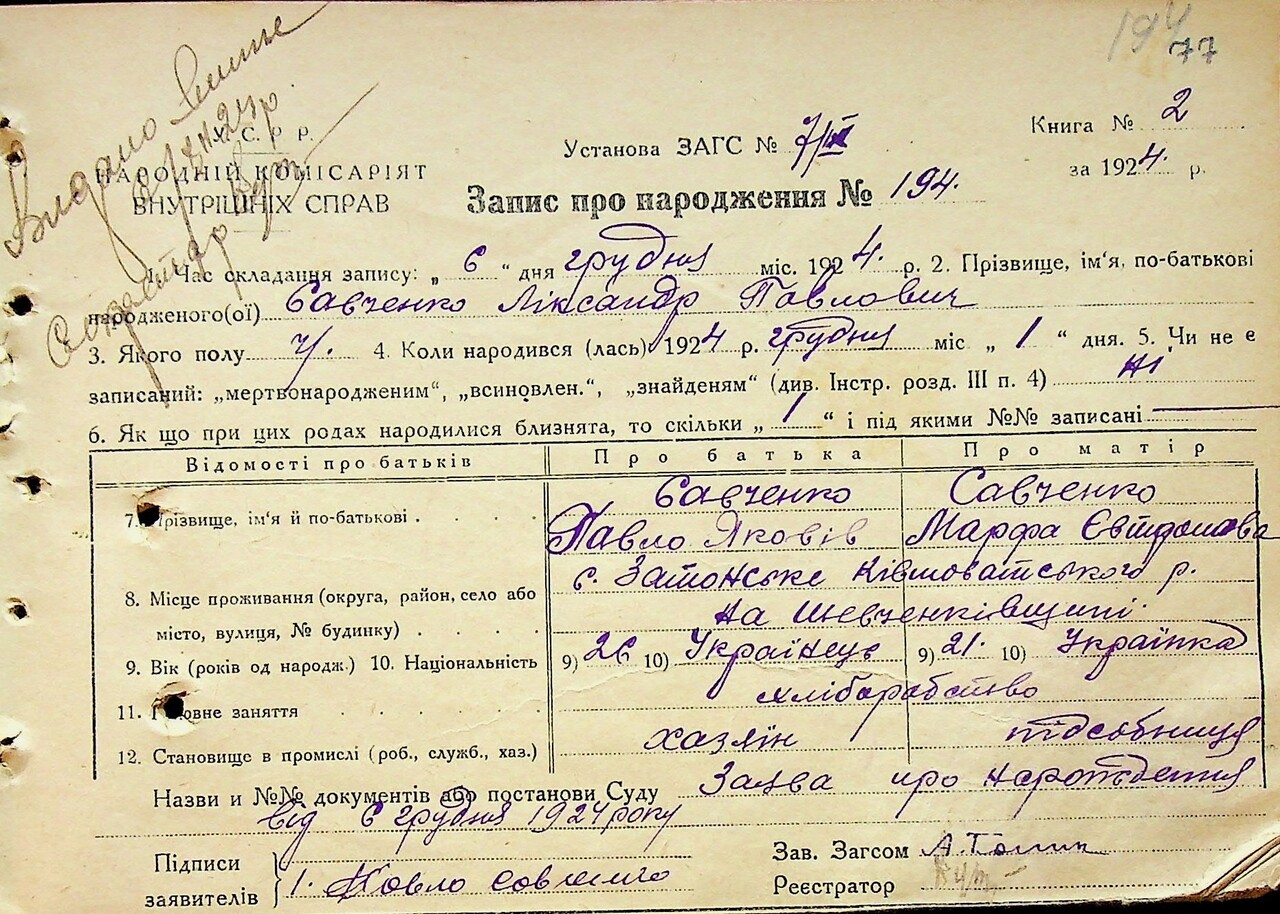 194
77
Видано
У. С. Р. Р.
НАРОДНІЙ КОМІСАРІЯТ
ВНУТРІШНІХ СПРАВ
Установа ЗАГС №
Книга № 2
за 1924. р.
Запис про народження № 194.
1. Час складання запису: „ 6 “ дня грудня міс. 1924. р. 2. Прізвище, ім'я, по-батькові
народженого(ої) Савченко Ліксандр Павлович
3. Якого полу ч. 4. Коли народився (лась) 1924 р. грудня міс „ 1 “ дня. 5. Чи не є
записаний: „мертвонародженим“, „всиновлен.“, „знайденям“ (див. Інстр. розд. III п. 4) ні
6. Як що при цих родах народилися близнята, то скільки „ 1 “ і під якими №№ записані
Відомості про батьків Про батька Про матір
7. Прізвище, ім'я й по-батькові Савченко Савченко
Павло Яковів Марфа
8. Місце проживання (округа, район, село або с. Затонське Ківшоватського р.
місто, вулиця, № будинку) на Шевченківщині.
9. Вік (років од народж.) 10. Національність 9) 26 10) Українець 9) 21. 10) Українка
11. Головне заняття хліборобство
12. Становище в промислі (роб., служб., хаз.) хазяїн підсобниця
Назви и №№ документів або постанови Суду Заява про нарождения
від 6 грудня 1924 року
Підписи
заявителів
1. Повло Совченко
Зав. Загсом
Реєстратор